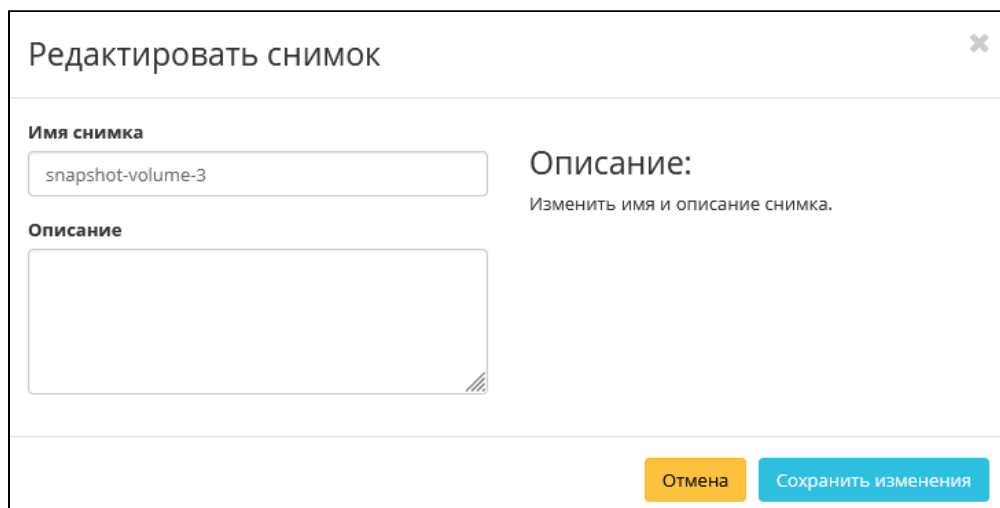 Редактировать снимок
Имя снимка
snapshot-volume-3
Описание
Описание:
Изменить имя и описание снимка.
Отмена
Сохранить изменения